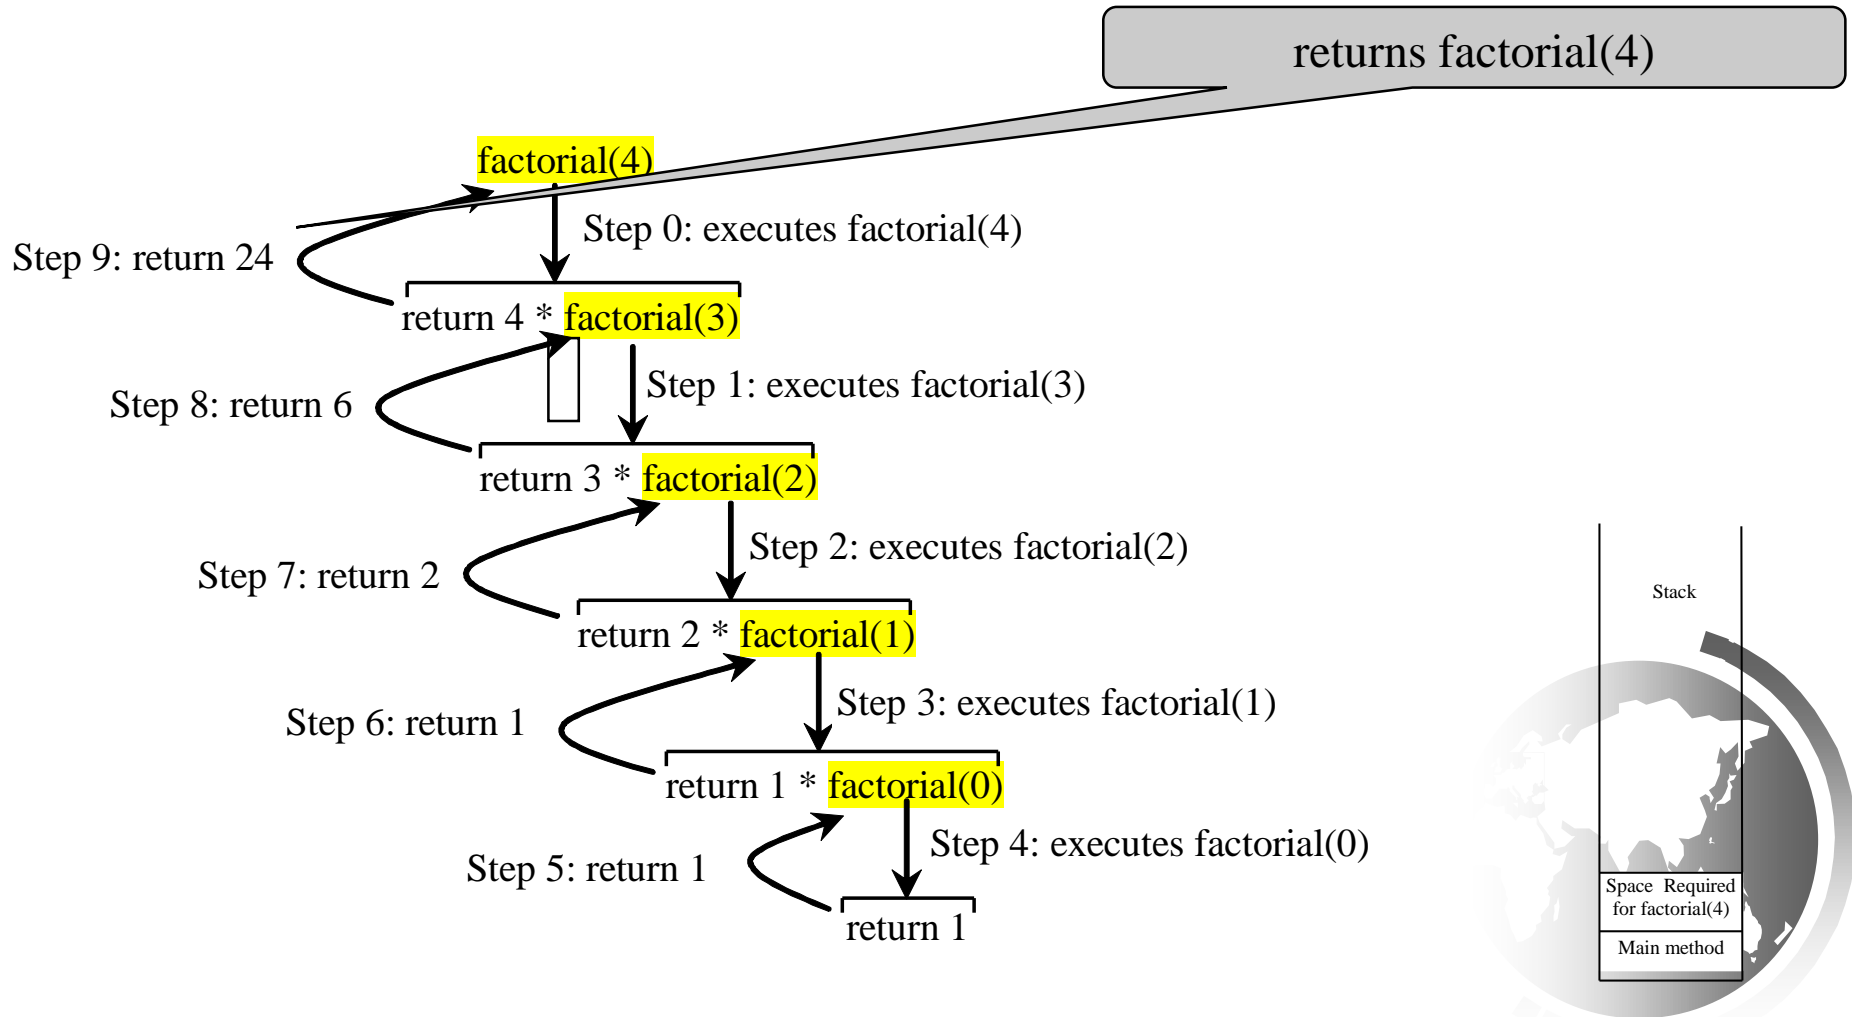 returns factorial(4)
factorial(4)
Step 0: executes factorial(4)
Step 9: return 24
return 4 * factorial(3)
Step 1: executes factorial(3)
Step 8: return 6
return 3 * factorial(2)
Step 2: executes factorial(2)
Step 7: return 2
return 2 * factorial(1)
Step 3: executes factorial(1)
Step 6: return 1
return 1 * factorial(0)
Step 4: executes factorial(0)
Step 5: return 1
return 1
Stack
Space Required
for factorial(4)
Main method